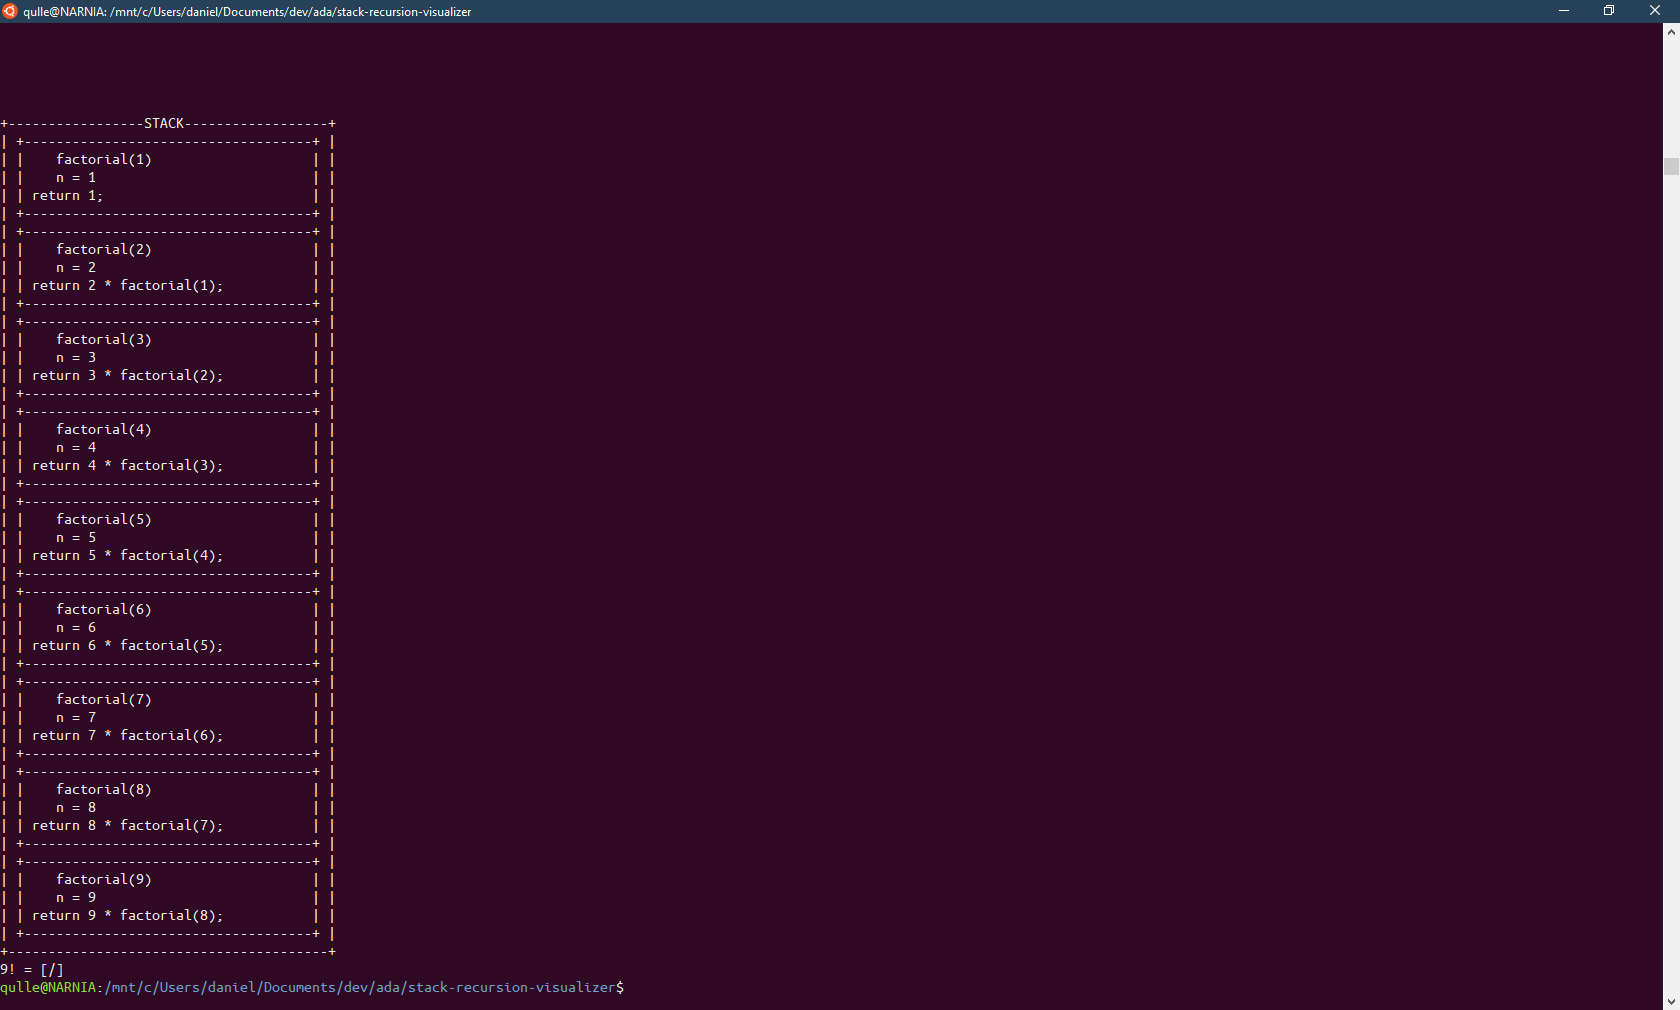 qulle@NARNIA: /mnt/c/Users/daniel/Documents/dev/ada/stack-recursion-visualizer
+-----------------STACK------------------+
| +------------------------------------+ |
| |    factorial(1)                    | |
| |    n = 1                           | |
| | return 1;                          | |
| +------------------------------------+ |
| +------------------------------------+ |
| |    factorial(2)                    | |
| |    n = 2                           | |
| | return 2 * factorial(1);           | |
| +------------------------------------+ |
| +------------------------------------+ |
| |    factorial(3)                    | |
| |    n = 3                           | |
| | return 3 * factorial(2);           | |
| +------------------------------------+ |
| +------------------------------------+ |
| |    factorial(4)                    | |
| |    n = 4                           | |
| | return 4 * factorial(3);           | |
| +------------------------------------+ |
| +------------------------------------+ |
| |    factorial(5)                    | |
| |    n = 5                           | |
| | return 5 * factorial(4);           | |
| +------------------------------------+ |
| +------------------------------------+ |
| |    factorial(6)                    | |
| |    n = 6                           | |
| | return 6 * factorial(5);           | |
| +------------------------------------+ |
| +------------------------------------+ |
| |    factorial(7)                    | |
| |    n = 7                           | |
| | return 7 * factorial(6);           | |
| +------------------------------------+ |
| +------------------------------------+ |
| |    factorial(8)                    | |
| |    n = 8                           | |
| | return 8 * factorial(7);           | |
| +------------------------------------+ |
| +------------------------------------+ |
| |    factorial(9)                    | |
| |    n = 9                           | |
| | return 9 * factorial(8);           | |
| +------------------------------------+ |
+----------------------------------------+
9! = [/]
qulle@NARNIA:/mnt/c/Users/daniel/Documents/dev/ada/stack-recursion-visualizer$